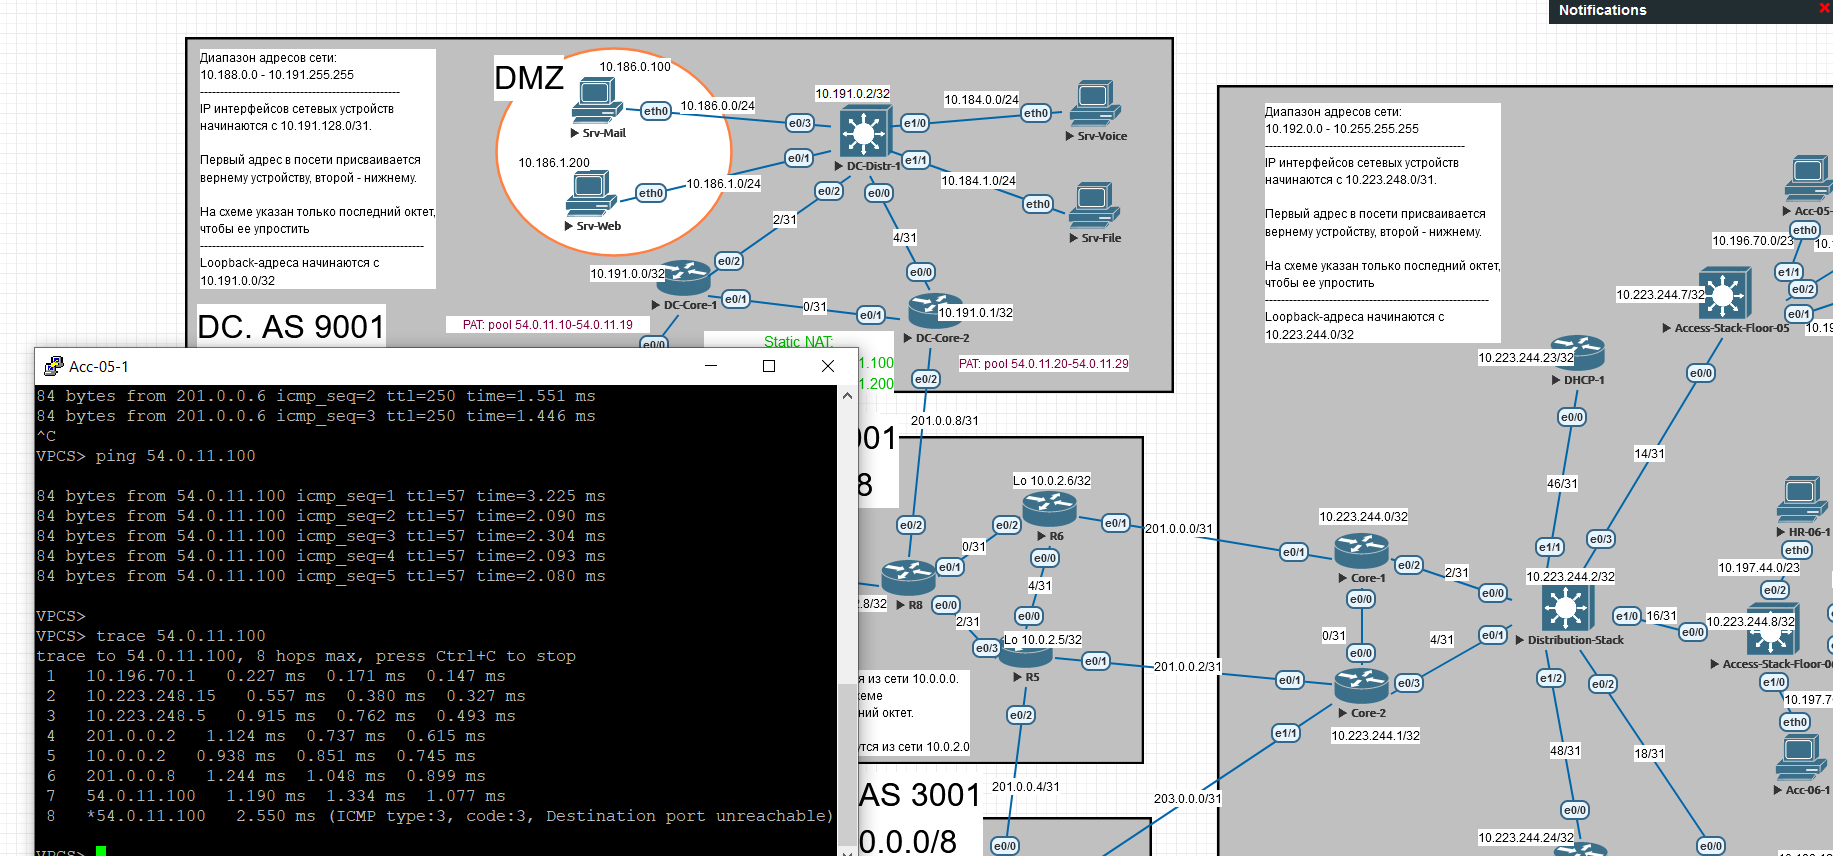 Notifications
Диапазон адресов сети:
10.188.0.0 - 10.191.255.255
--------------------------------------------------
IP интерфейсов сетевых устройств
начинаются с 10.191.128.0/31.
Первый адрес в посети присваивается
вернему устройству, второй - нижнему.
На схеме указан только последний октет,
чтобы ее упростить
--------------------------------------------------------
Loopback-адреса начинаются с
10.191.0.0/32
DC. AS 9001
DMZ
10.186.0.100
eth0
10.186.0.0/24
e0/3
Srv-Mail
10.186.1.200
eth0
10.186.1.0/24
e0/1
Srv-Web
10.191.0.2/32
DC-Distr-1
e1/0
10.184.0.0/24
eth0
Srv-Voice
e1/1
10.184.1.0/24
eth0
Srv-File
e0/2
e0/0
2/31
4/31
e0/2
e0/0
10.191.0.0/32
DC-Core-1
e0/1
0/31
e0/1
10.191.0.1/32
DC-Core-2
e0/0
e0/2
PAT: pool 54.0.11.10-54.0.11.19
Static NAT:
1.100
1.200
PAT: pool 54.0.11.20-54.0.11.29
201.0.0.8/31
Диапазон адресов сети:
10.192.0.0 - 10.255.255.255
--------------------------------------------------
IP интерфейсов сетевых устройств
начинаются с 10.223.248.0/31.
Первый адрес в посети присваивается
вернему устройству, второй - нижнему.
На схеме указан только последний октет,
чтобы ее упростить
--------------------------------------------------------
Loopback-адреса начинаются с
10.223.244.0/32
Acc-05-
eth0
10.196.70.0/23
10.
e1/1
e0/2
e0/1
10.19
10.223.244.7/32
Access-Stack-Floor-05
e0/0
10.223.244.23/32
DHCP-1
e0/0
46/31
14/31
e1/1
e0/3
10.223.244.0/32
e0/1
Core-1
e0/2
2/31
e0/0
10.223.244.2/32
Distribution-Stack
e0/0
0/31
e0/0
4/31
e0/1
e0/1
e0/3
Core-2
10.223.244.1/32
e1/1
e1/0
16/31
e0/0
10.223.244.8/32
Access-Stack-Floor-0
HR-06-1
eth0
10.197.44.0/23
e0/2
e1/0
10.197.7
eth0
Acc-06-1
e1/2
e0/2
48/31
18/31
e0/0
e0/0
10.223.244.24/32
001
8
Lo 10.0.2.6/32
R6
e0/1
201.0.0.0/31
e0/2
e0/2
0/31
e0/1
e0/0
4/31
e0/0
R8
.8/32
e0/0
2/31
e0/3
Lo 10.0.2.5/32
R5
e0/1
201.0.0.2/31
e0/2
я из сети 10.0.0.0.
еме
ний октет.
тся из сети 10.0.2.0
AS 3001
0.0.0/8
201.0.0.4/31
203.0.0.0/31
e0/0
Acc-05-1
84 bytes from 201.0.0.6 icmp_seq=2 ttl=250 time=1.551 ms
84 bytes from 201.0.0.6 icmp_seq=3 ttl=250 time=1.446 ms
^C
VPCS> ping 54.0.11.100
84 bytes from 54.0.11.100 icmp_seq=1 ttl=57 time=3.225 ms
84 bytes from 54.0.11.100 icmp_seq=2 ttl=57 time=2.090 ms
84 bytes from 54.0.11.100 icmp_seq=3 ttl=57 time=2.304 ms
84 bytes from 54.0.11.100 icmp_seq=4 ttl=57 time=2.093 ms
84 bytes from 54.0.11.100 icmp_seq=5 ttl=57 time=2.080 ms
VPCS>
VPCS> trace 54.0.11.100
trace to 54.0.11.100, 8 hops max, press Ctrl+C to stop
1 10.196.70.1 0.227 ms 0.171 ms 0.147 ms
2 10.223.248.15 0.557 ms 0.380 ms 0.327 ms
3 10.223.248.5 0.915 ms 0.762 ms 0.493 ms
4 201.0.0.2 1.124 ms 0.737 ms 0.615 ms
5 10.0.0.2 0.938 ms 0.851 ms 0.745 ms
6 201.0.0.8 1.244 ms 1.048 ms 0.899 ms
7 54.0.11.100 1.190 ms 1.334 ms 1.077 ms
8 *54.0.11.100 2.550 ms (ICMP type:3, code:3, Destination port unreachable)
VPCS>